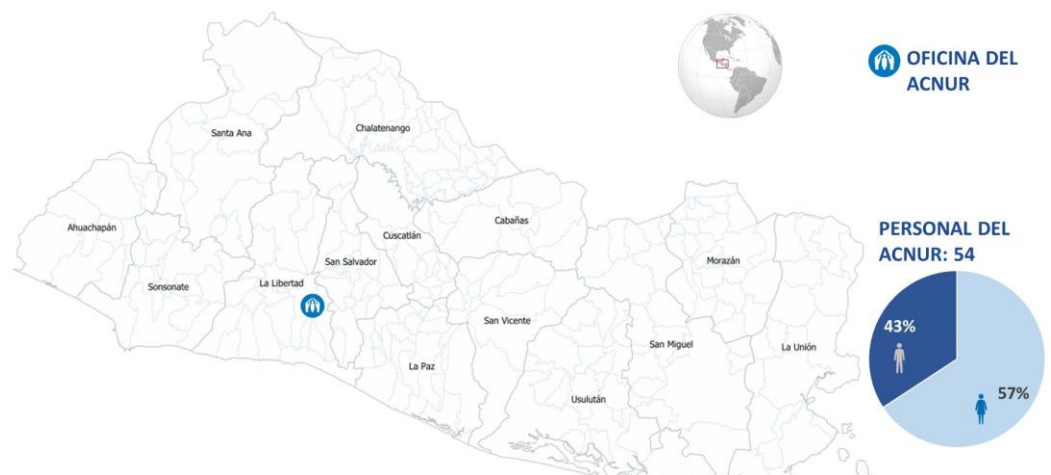 OFICINA DEL
ACNUR
Santa Ana
Chalatenango
Ahuachapán
Cabañas
Cuscatlán
PERSONAL DEL
ACNUR: 54
San Salvador
Morazán
Sonsonate
La Libertad
San Vicente
43%
San Miguel
La Unión
La Paz
Usulután
57%